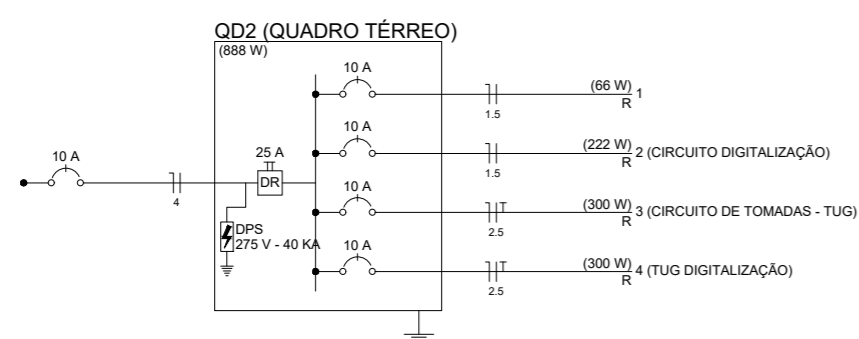 QD2 (QUADRO TÉRREO)
(888 W)
10 A
(66 W)
1
R
1.5
10 A
(222 W)
2 (CIRCUITO DIGITALIZAÇÃO)
R
1.5
10 A
4
25 A
DR
10 A
T
(300 W)
3 (CIRCUITO DE TOMADAS - TUG)
R
2.5
DPS
275 V - 40 KA
10 A
T
(300 W)
4 (TUG DIGITALIZAÇÃO)
R
2.5